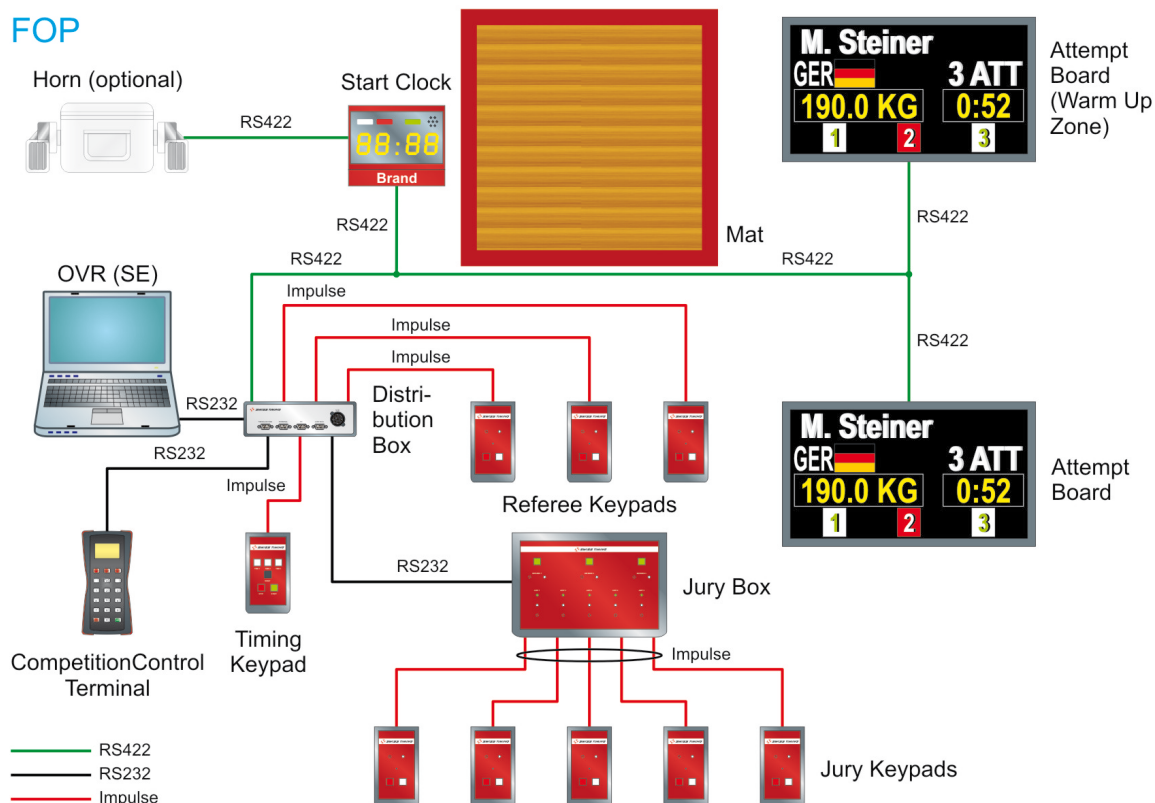 FOP
Horn (optional)
RS422
Start Clock
88:88
Brand
RS422
Mat
M. Steiner
GER 3 ATT
190.0 KG 0:52
1 2 3
Attempt
Board
(Warm Up
Zone)
RS422
RS422
RS422
RS422
OVR (SE)
RS232
RS232
Impulse
Impulse
Impulse
Distri-
bution
Box
Impulse
Referee Keypads
M. Steiner
GER 3 ATT
190.0 KG 0:52
1 2 3
Attempt
Board
CompetitionControl
Terminal
Timing
Keypad
RS232
Jury Box
Impulse
Jury Keypads
RS422
RS232
Impulse